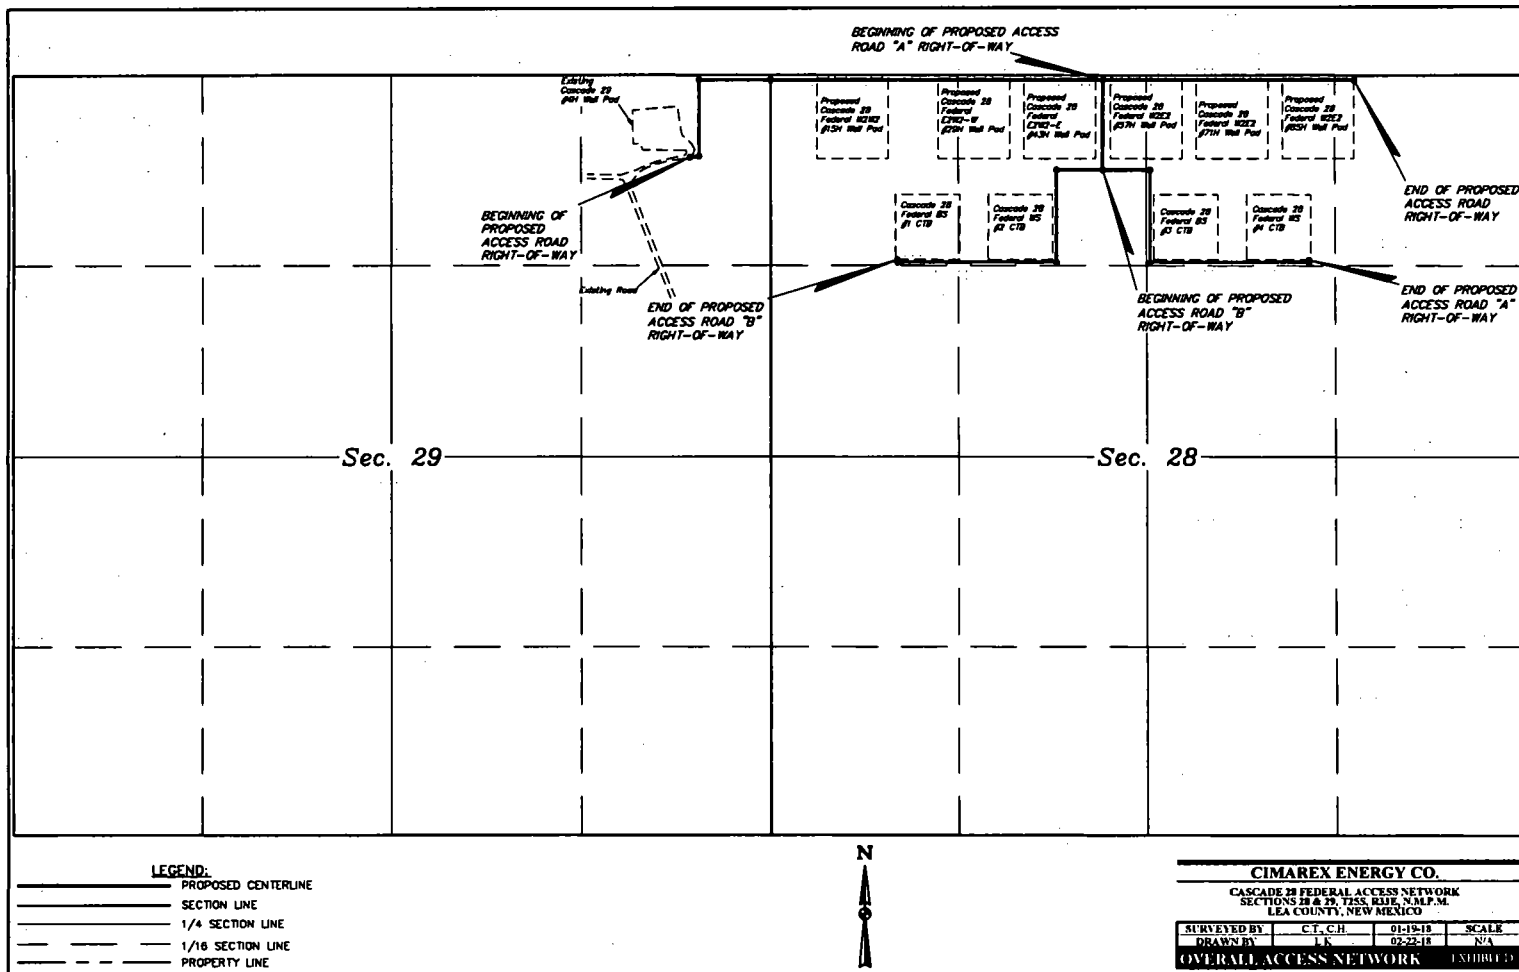 BEGINNING OF PROPOSED ACCESS
ROAD "A" RIGHT-OF-WAY
Existing
Cascade 29
#4H Well Pad
Proposed
Cascade 28
Federal W2W2
#15H Well Pad
Proposed
Cascade 28
Federal
E2W2-W
#29H Well Pad
Proposed
Cascade 28
Federal
E2W2-E
#43H Well Pad
Proposed
Cascade 28
Federal W2E2
#57H Well Pad
Proposed
Cascade 28
Federal W2E2
#71H Well Pad
Proposed
Cascade 28
Federal W2E2
#85H Well Pad
END OF PROPOSED
ACCESS ROAD
RIGHT-OF-WAY
BEGINNING OF
PROPOSED
ACCESS ROAD
RIGHT-OF-WAY
Cascade 28
Federal BS
#1 CTB
Cascade 28
Federal WS
#2 CTB
Cascade 28
Federal BS
#3 CTB
Cascade 28
Federal WS
#4 CTB
Existing Road
END OF PROPOSED
ACCESS ROAD "B"
RIGHT-OF-WAY
BEGINNING OF PROPOSED
ACCESS ROAD "B"
RIGHT-OF-WAY
END OF PROPOSED
ACCESS ROAD "A"
RIGHT-OF-WAY
Sec. 29
Sec. 28
LEGEND:
PROPOSED CENTERLINE
SECTION LINE
1/4 SECTION LINE
1/16 SECTION LINE
PROPERTY LINE
N
CIMAREX ENERGY CO.
CASCADE 28 FEDERAL ACCESS NETWORK
SECTIONS 28 & 29, T25S, R33E, N.M.P.M.
LEA COUNTY, NEW MEXICO
SURVEYED BY C.T., C.H. 01-19-18 SCALE
DRAWN BY L.K. 02-22-18 N/A
OVERALL ACCESS NETWORK EXHIBIT D